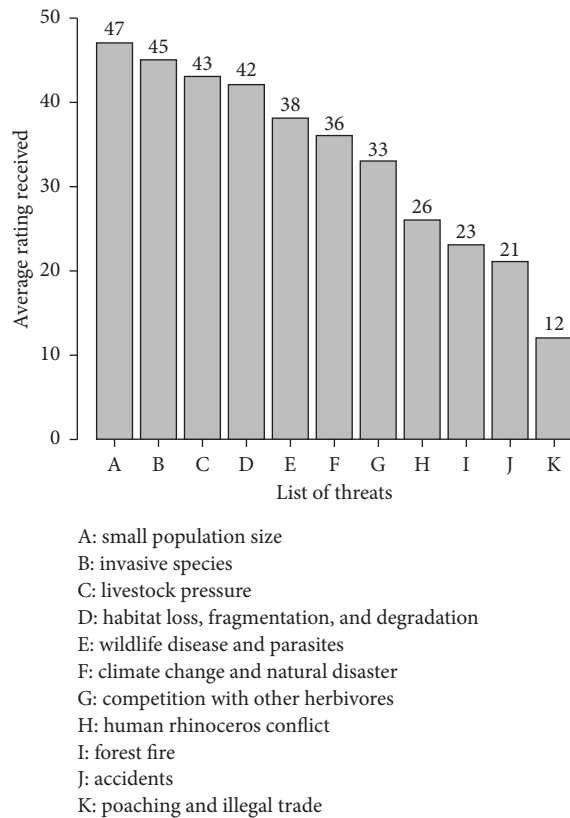 50
40
30
20
10
0
Average rating received
47
45
43
42
38
36
33
26
23
21
12
A B C D E F G H I J K
List of threats
A: small population size
B: invasive species
C: livestock pressure
D: habitat loss, fragmentation, and degradation
E: wildlife disease and parasites
F: climate change and natural disaster
G: competition with other herbivores
H: human rhinoceros conflict
I: forest fire
J: accidents
K: poaching and illegal trade